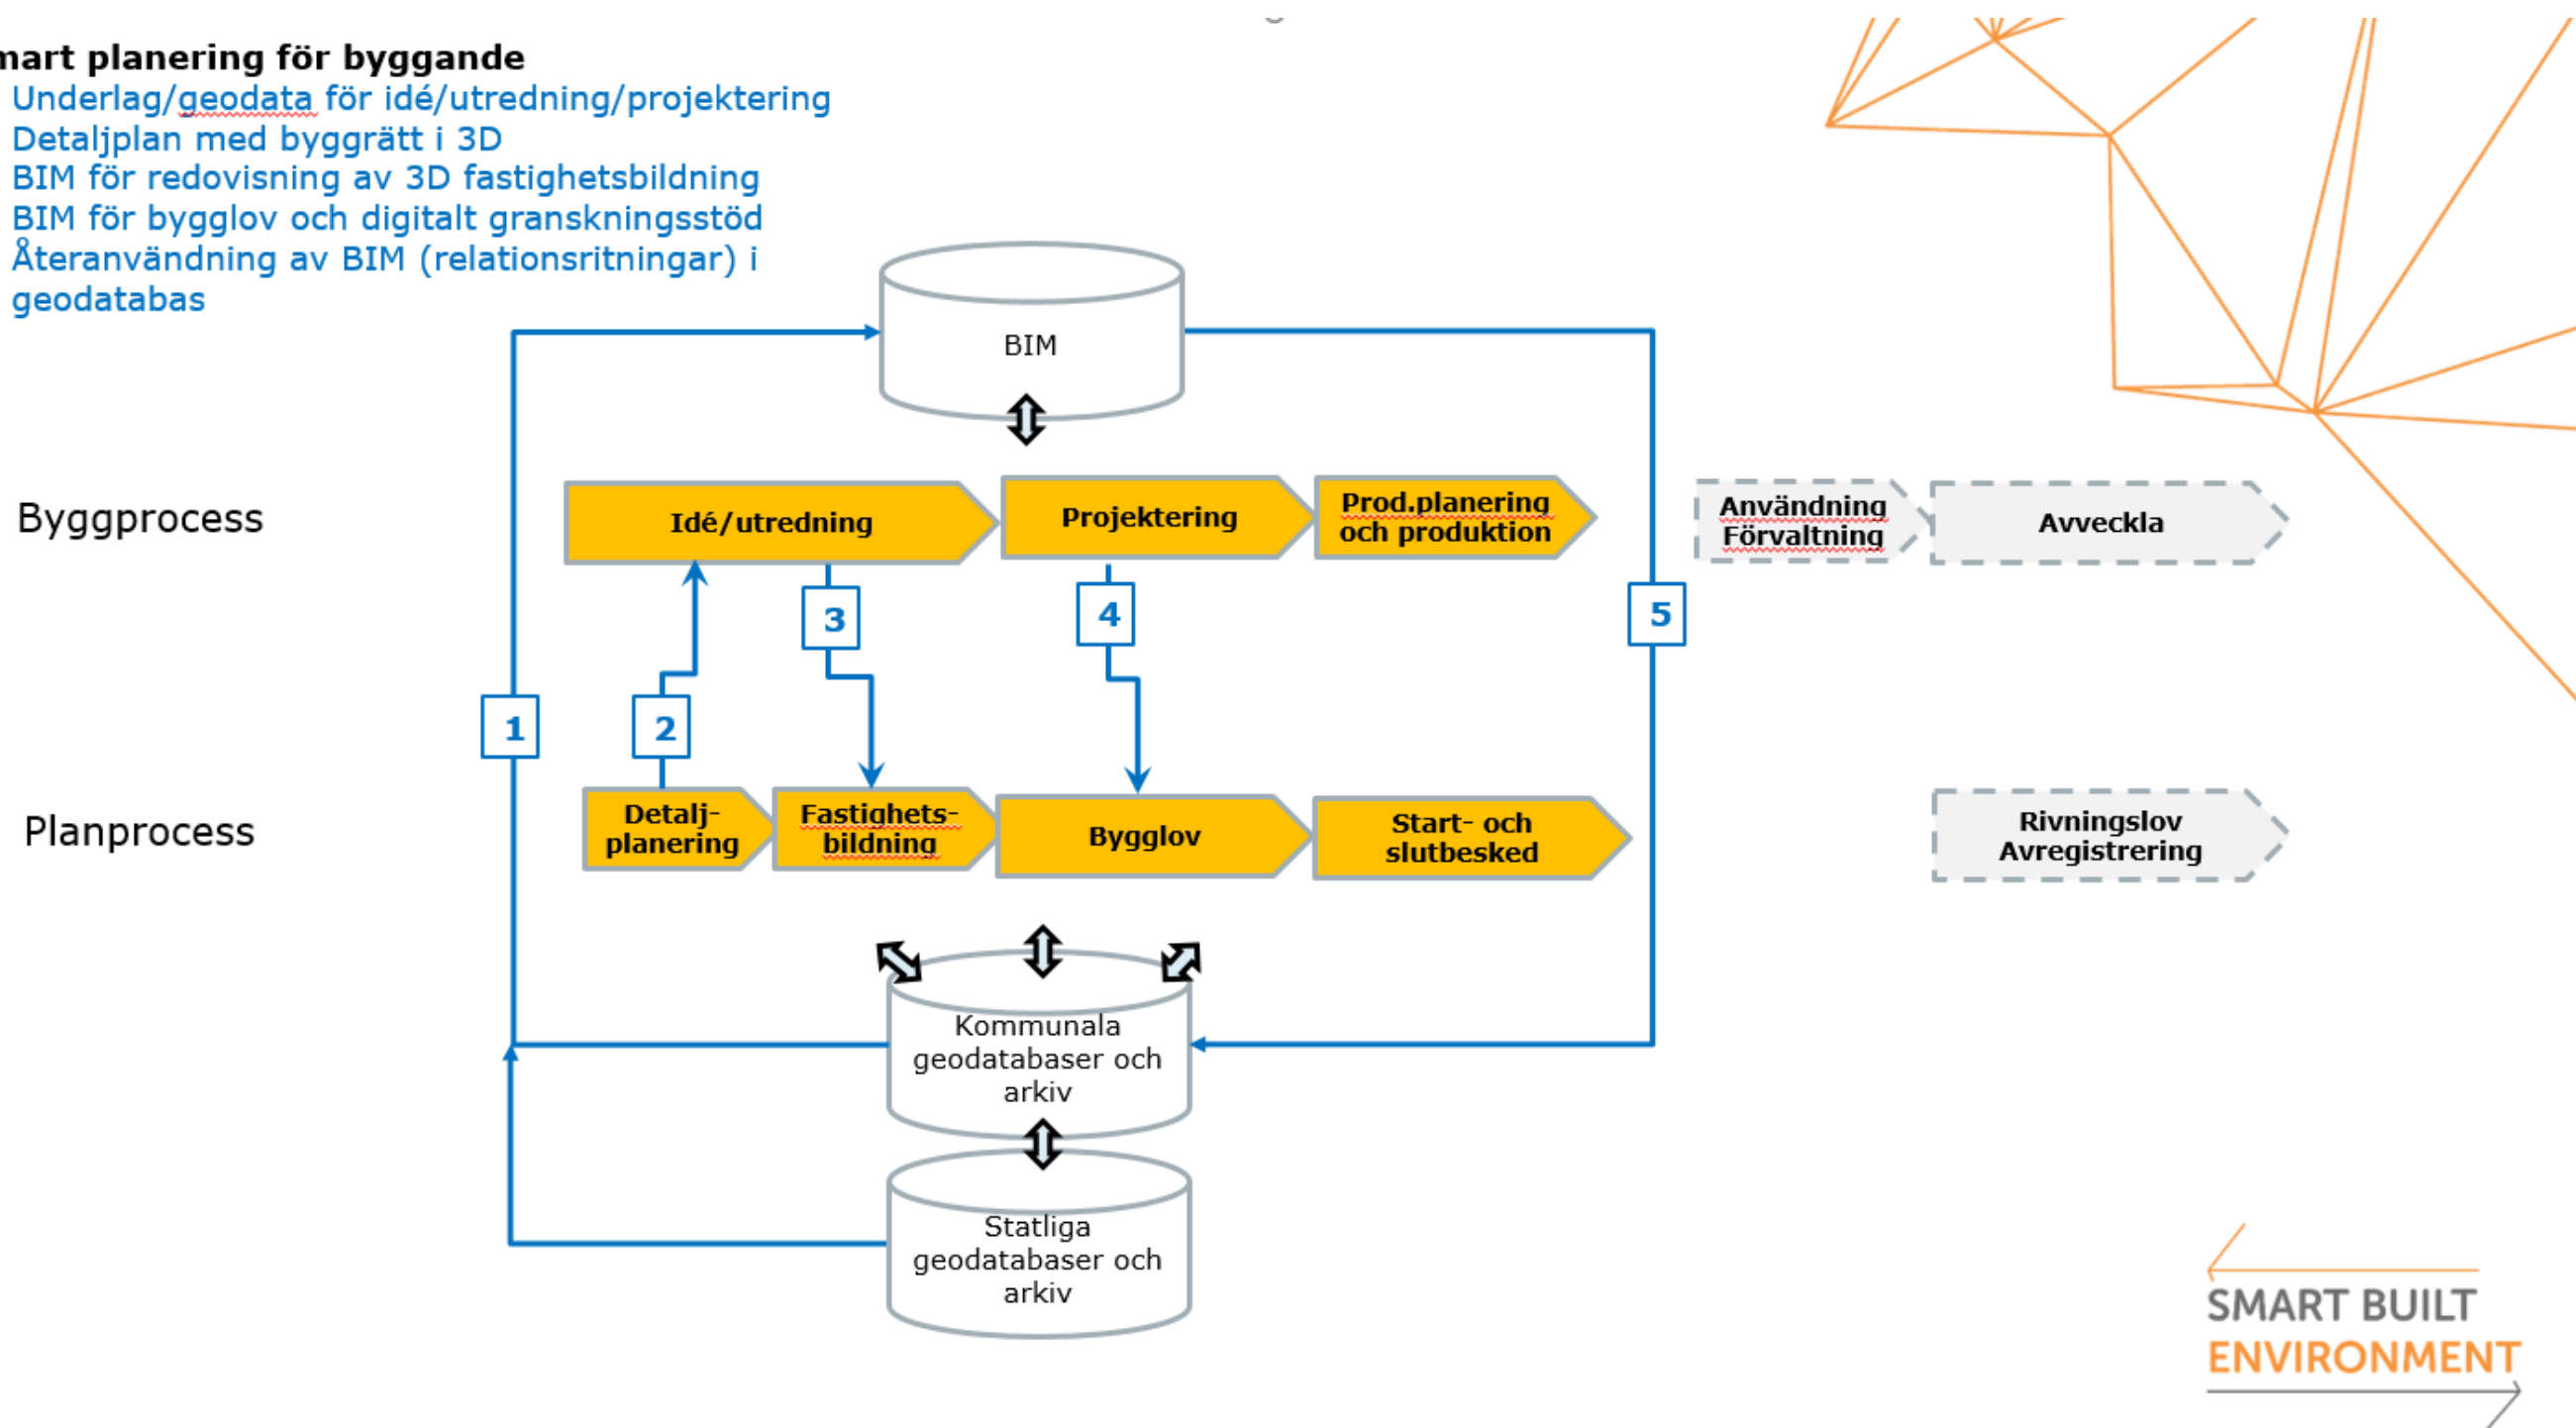 mart planering för byggande
Underlag/geodata för idé/utredning/projektering
Detaljplan med byggrätt i 3D
BIM för redovisning av 3D fastighetsbildning
BIM för bygglov och digitalt granskningsstöd
Återanvändning av BIM (relationsritningar) i
geodatabas
BIM
Byggprocess
Idé/utredning
Projektering
Prod.planering
och produktion
Användning
Förvaltning
Avveckla
3
4
5
1
2
Planprocess
Detalj-
planering
Fastighets-
bildning
Bygglov
Start- och
slutbesked
Rivningslov
Avregistrering
Kommunala
geodatabaser och
arkiv
Statliga
geodatabaser och
arkiv
SMART BUILT
ENVIRONMENT